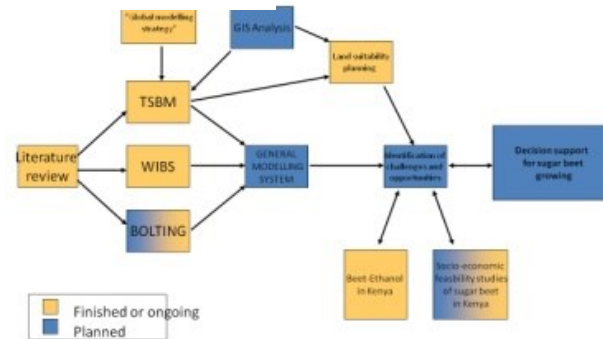 "Global modelling
strategy"
GIS Analysis
Land suitability
planning
TSBM
Literature
review
WIBS
GENERAL
MODELLING
SYSTEM
Identification of
challenges and
opportunities
Decision support
for sugar beet
growing
BOLTING
Beet-Ethanol
in Kenya
Socio-economic
feasbility studies
of sugar beet
in Kenya
Finished or ongoing
Planned